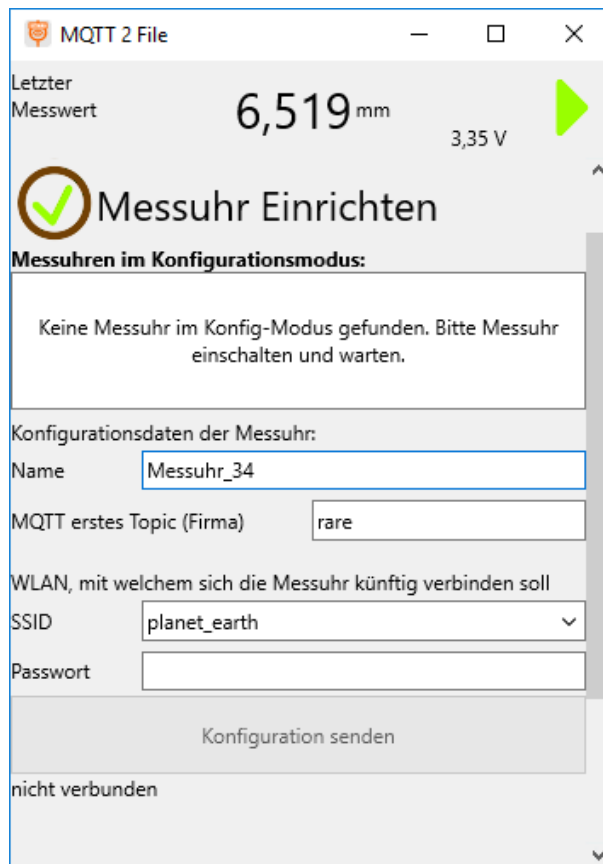 MQTT 2 File
Letzter
Messwert
6,519 mm
3,35 V
Messuhr Einrichten
Messuhren im Konfigurationsmodus:
Keine Messuhr im Konfig-Modus gefunden. Bitte Messuhr
einschalten und warten.
Konfigurationsdaten der Messuhr:
Name Messuhr_34
MQTT erstes Topic (Firma) rare
WLAN, mit welchem sich die Messuhr künftig verbinden soll
SSID planet_earth
Passwort
Konfiguration senden
nicht verbunden